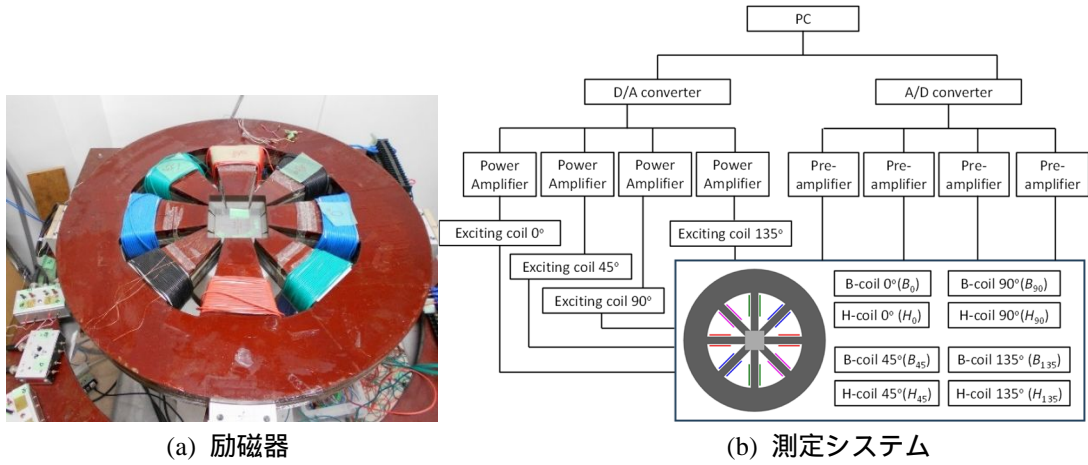 PC
D/A converter
A/D converter
Power
Amplifier
Power
Amplifier
Power
Amplifier
Power
Amplifier
Pre-
amplifier
Pre-
amplifier
Pre-
amplifier
Pre-
amplifier
Exciting coil 0°
Exciting coil 135°
Exciting coil 45°
Exciting coil 90°
B-coil 0°(B₀)
B-coil 90°(B₉₀)
H-coil 0° (H₀)
H-coil 90°(H₉₀)
B-coil 45°(B₄₅)
B-coil 135° (B₁₃₅)
H-coil 45°(H₄₅)
H-coil 135° (H₁₃₅)
(a) 励磁器
(b) 測定システム